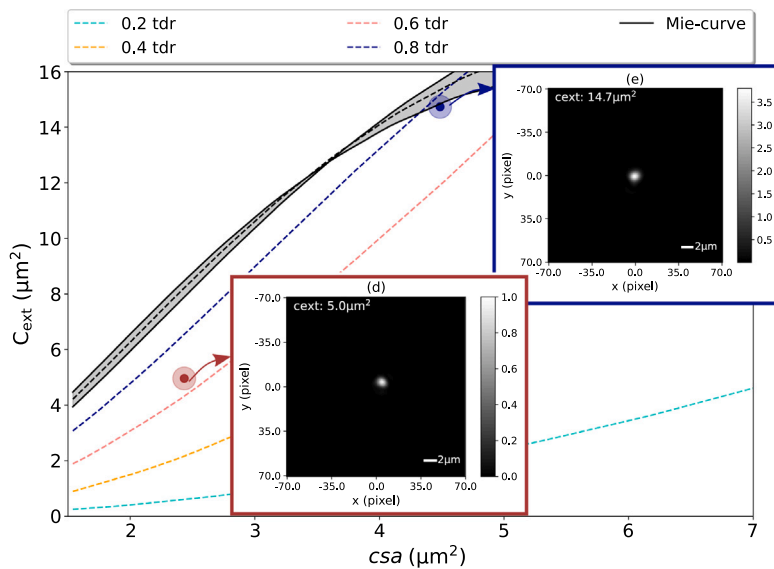 0.2 tdr
0.4 tdr
0.6 tdr
0.8 tdr
Mie-curve
16
14
12
10
8
6
4
2
0
C_ext (μm²)
2
3
4
5
6
7
csa (μm²)
(e)
cext: 14.7μm²
-70.0
-35.0
0.0
35.0
70.0
y (pixel)
2μm
-70.0 -35.0 0.0 35.0 70.0
x (pixel)
3.5
3.0
2.5
2.0
1.5
1.0
0.5
(d)
cext: 5.0μm²
-70.0
-35.0
0.0
35.0
70.0
y (pixel)
2μm
-70.0 -35.0 0.0 35.0 70.0
x (pixel)
1.0
0.8
0.6
0.4
0.2
0.0